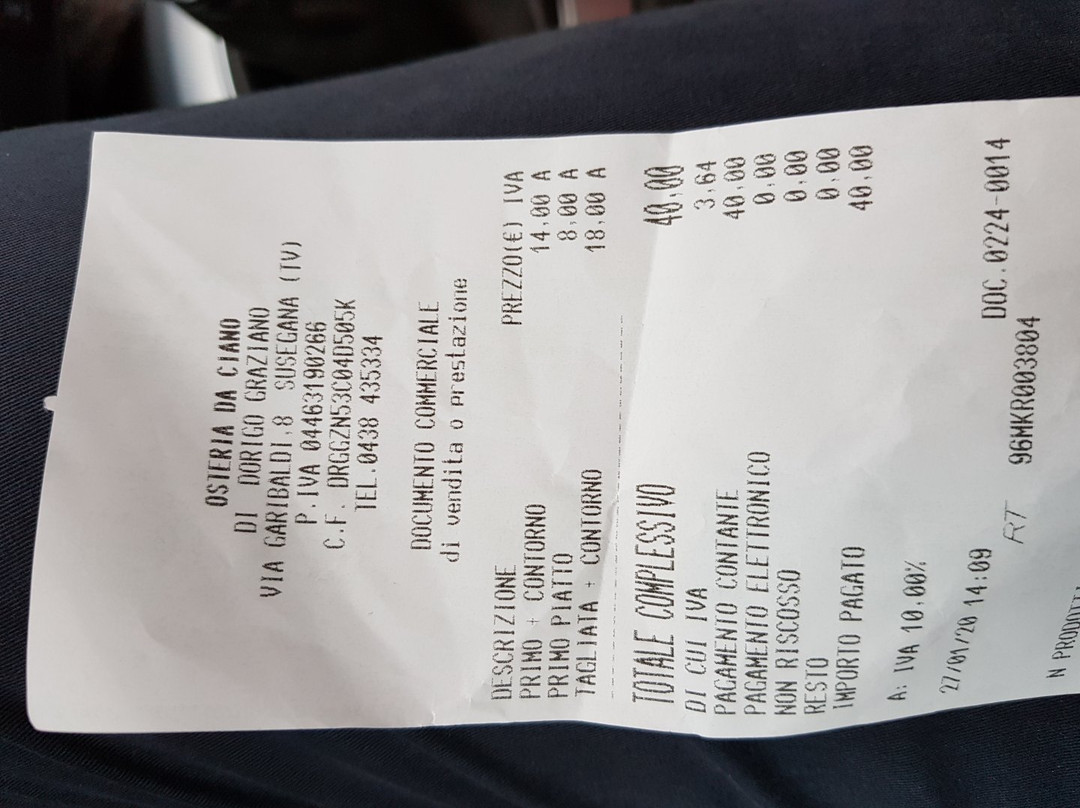 OSTERIA DA CIANO
DI DORIGO GRAZIANO
VIA GARIBALDI,8 SUSEGANA (TV)
P.IVA 04463190266
C.F. DRGGZN53C04D505K
TEL.0438 435334
DOCUMENTO COMMERCIALE
di vendita o prestazione
DESCRIZIONE PREZZO(€) IVA
PRIMO + CONTORNO 14,00 A
PRIMO PIATTO 8,00 A
TAGLIATA + CONTORNO 18,00 A
TOTALE COMPLESSIVO 40,00
DI CUI IVA 3,64
PAGAMENTO CONTANTE 40,00
PAGAMENTO ELETTRONICO 0,00
NON RISCOSSO 0,00
RESTO 0,00
IMPORTO PAGATO 40,00
A: IVA 10,00%
27/01/20 14:09 DOC.0224-0014
RT 96MKR003804